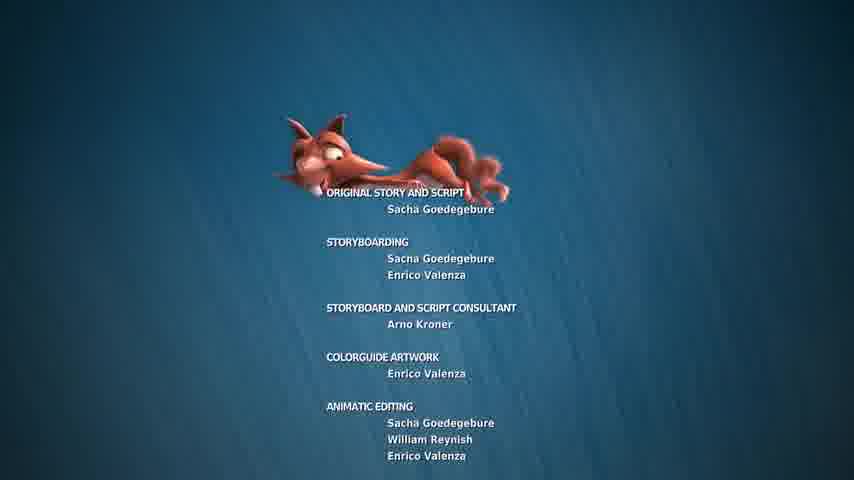 ORIGINAL STORY AND SCRIPT
Sacha Goedegebure
STORYBOARDING
Sacha Goedegebure
Enrico Valenza
STORYBOARD AND SCRIPT CONSULTANT
Arno Kroner
COLORGUIDE ARTWORK
Enrico Valenza
ANIMATIC EDITING
Sacha Goedegebure
William Reynish
Enrico Valenza